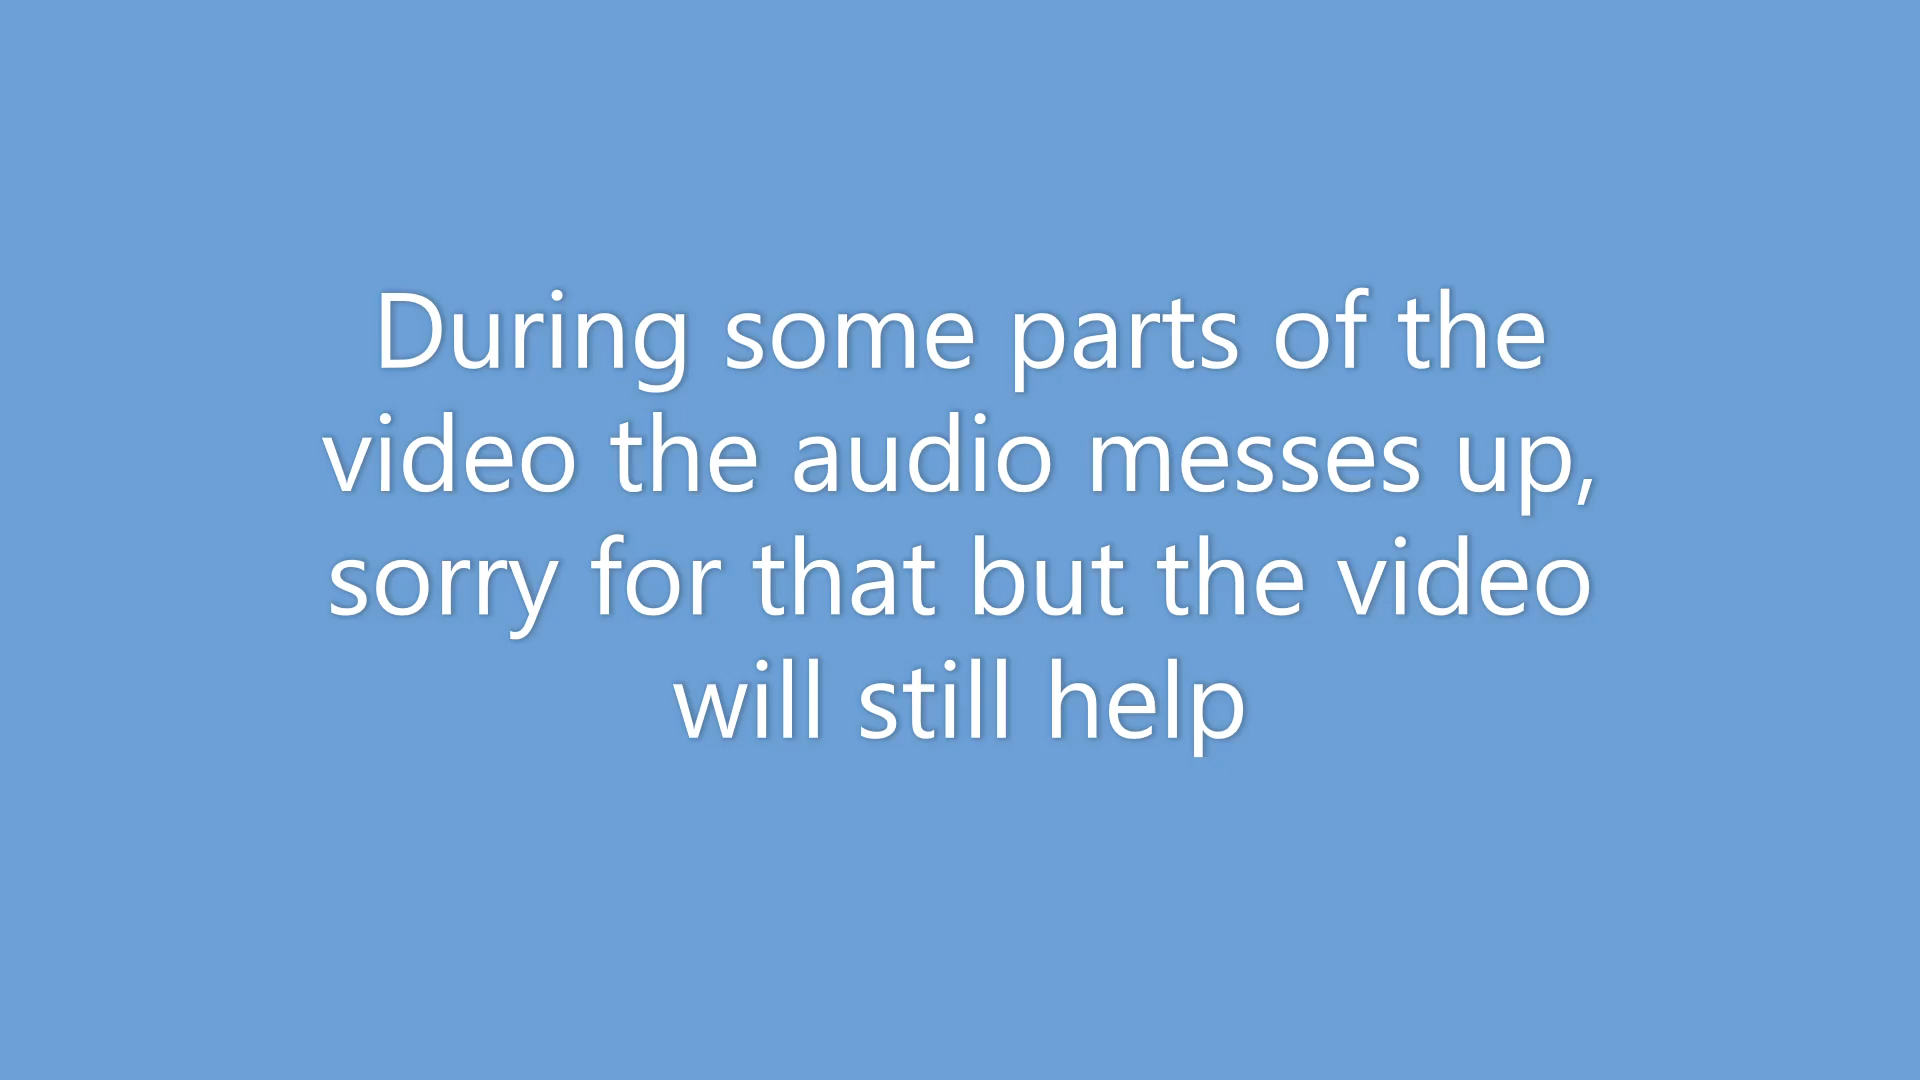 During some parts of the
video the audio messes up,
sorry for that but the video
will still help